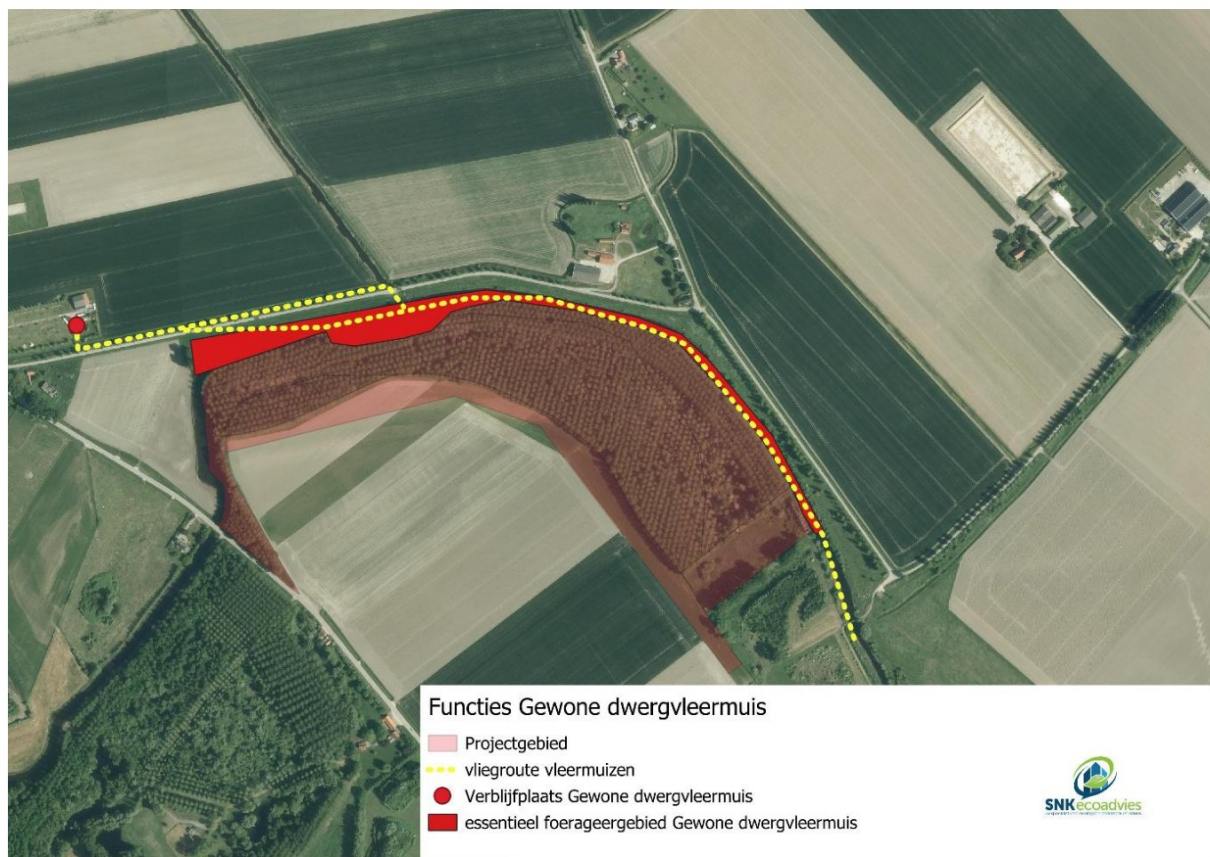 Functies Gewone dwergvleermuis
Projectgebied
vliegroute vleermuizen
Verblijfplaats Gewone dwergvleermuis
essentieel foerageergebied Gewone dwergvleermuis
SNKecoadvies